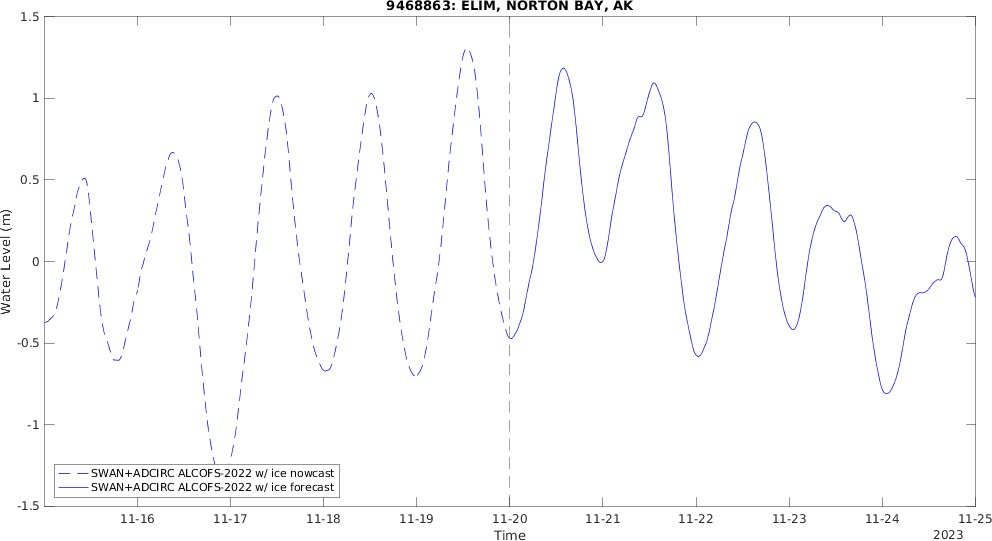 9468863: ELIM, NORTON BAY, AK
1.5
1
0.5
0
-0.5
-1
-1.5
Water Level (m)
SWAN+ADCIRC ALCOFS-2022 w/ ice nowcast
SWAN+ADCIRC ALCOFS-2022 w/ ice forecast
11-16 11-17 11-18 11-19 11-20 11-21 11-22 11-23 11-24 11-25
Time
2023